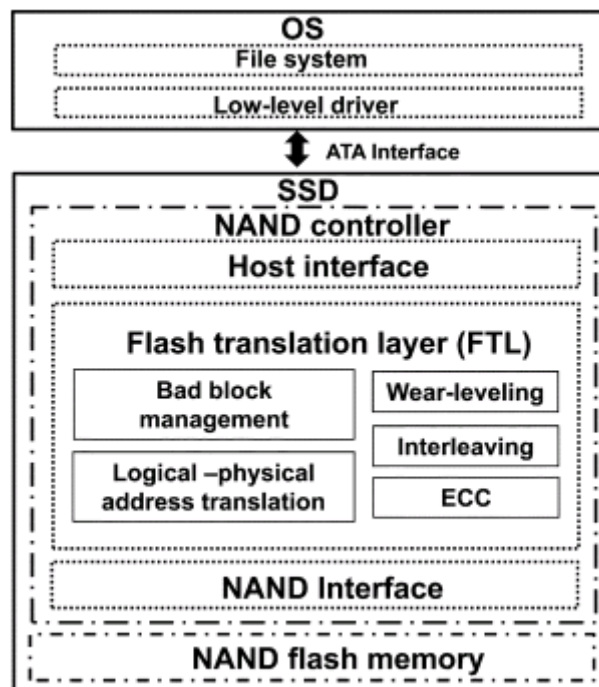 OS
File system
Low-level driver
ATA Interface
SSD
NAND controller
Host interface
Flash translation layer (FTL)
Bad block
management
Wear-leveling
Interleaving
Logical –physical
address translation
ECC
NAND Interface
NAND flash memory